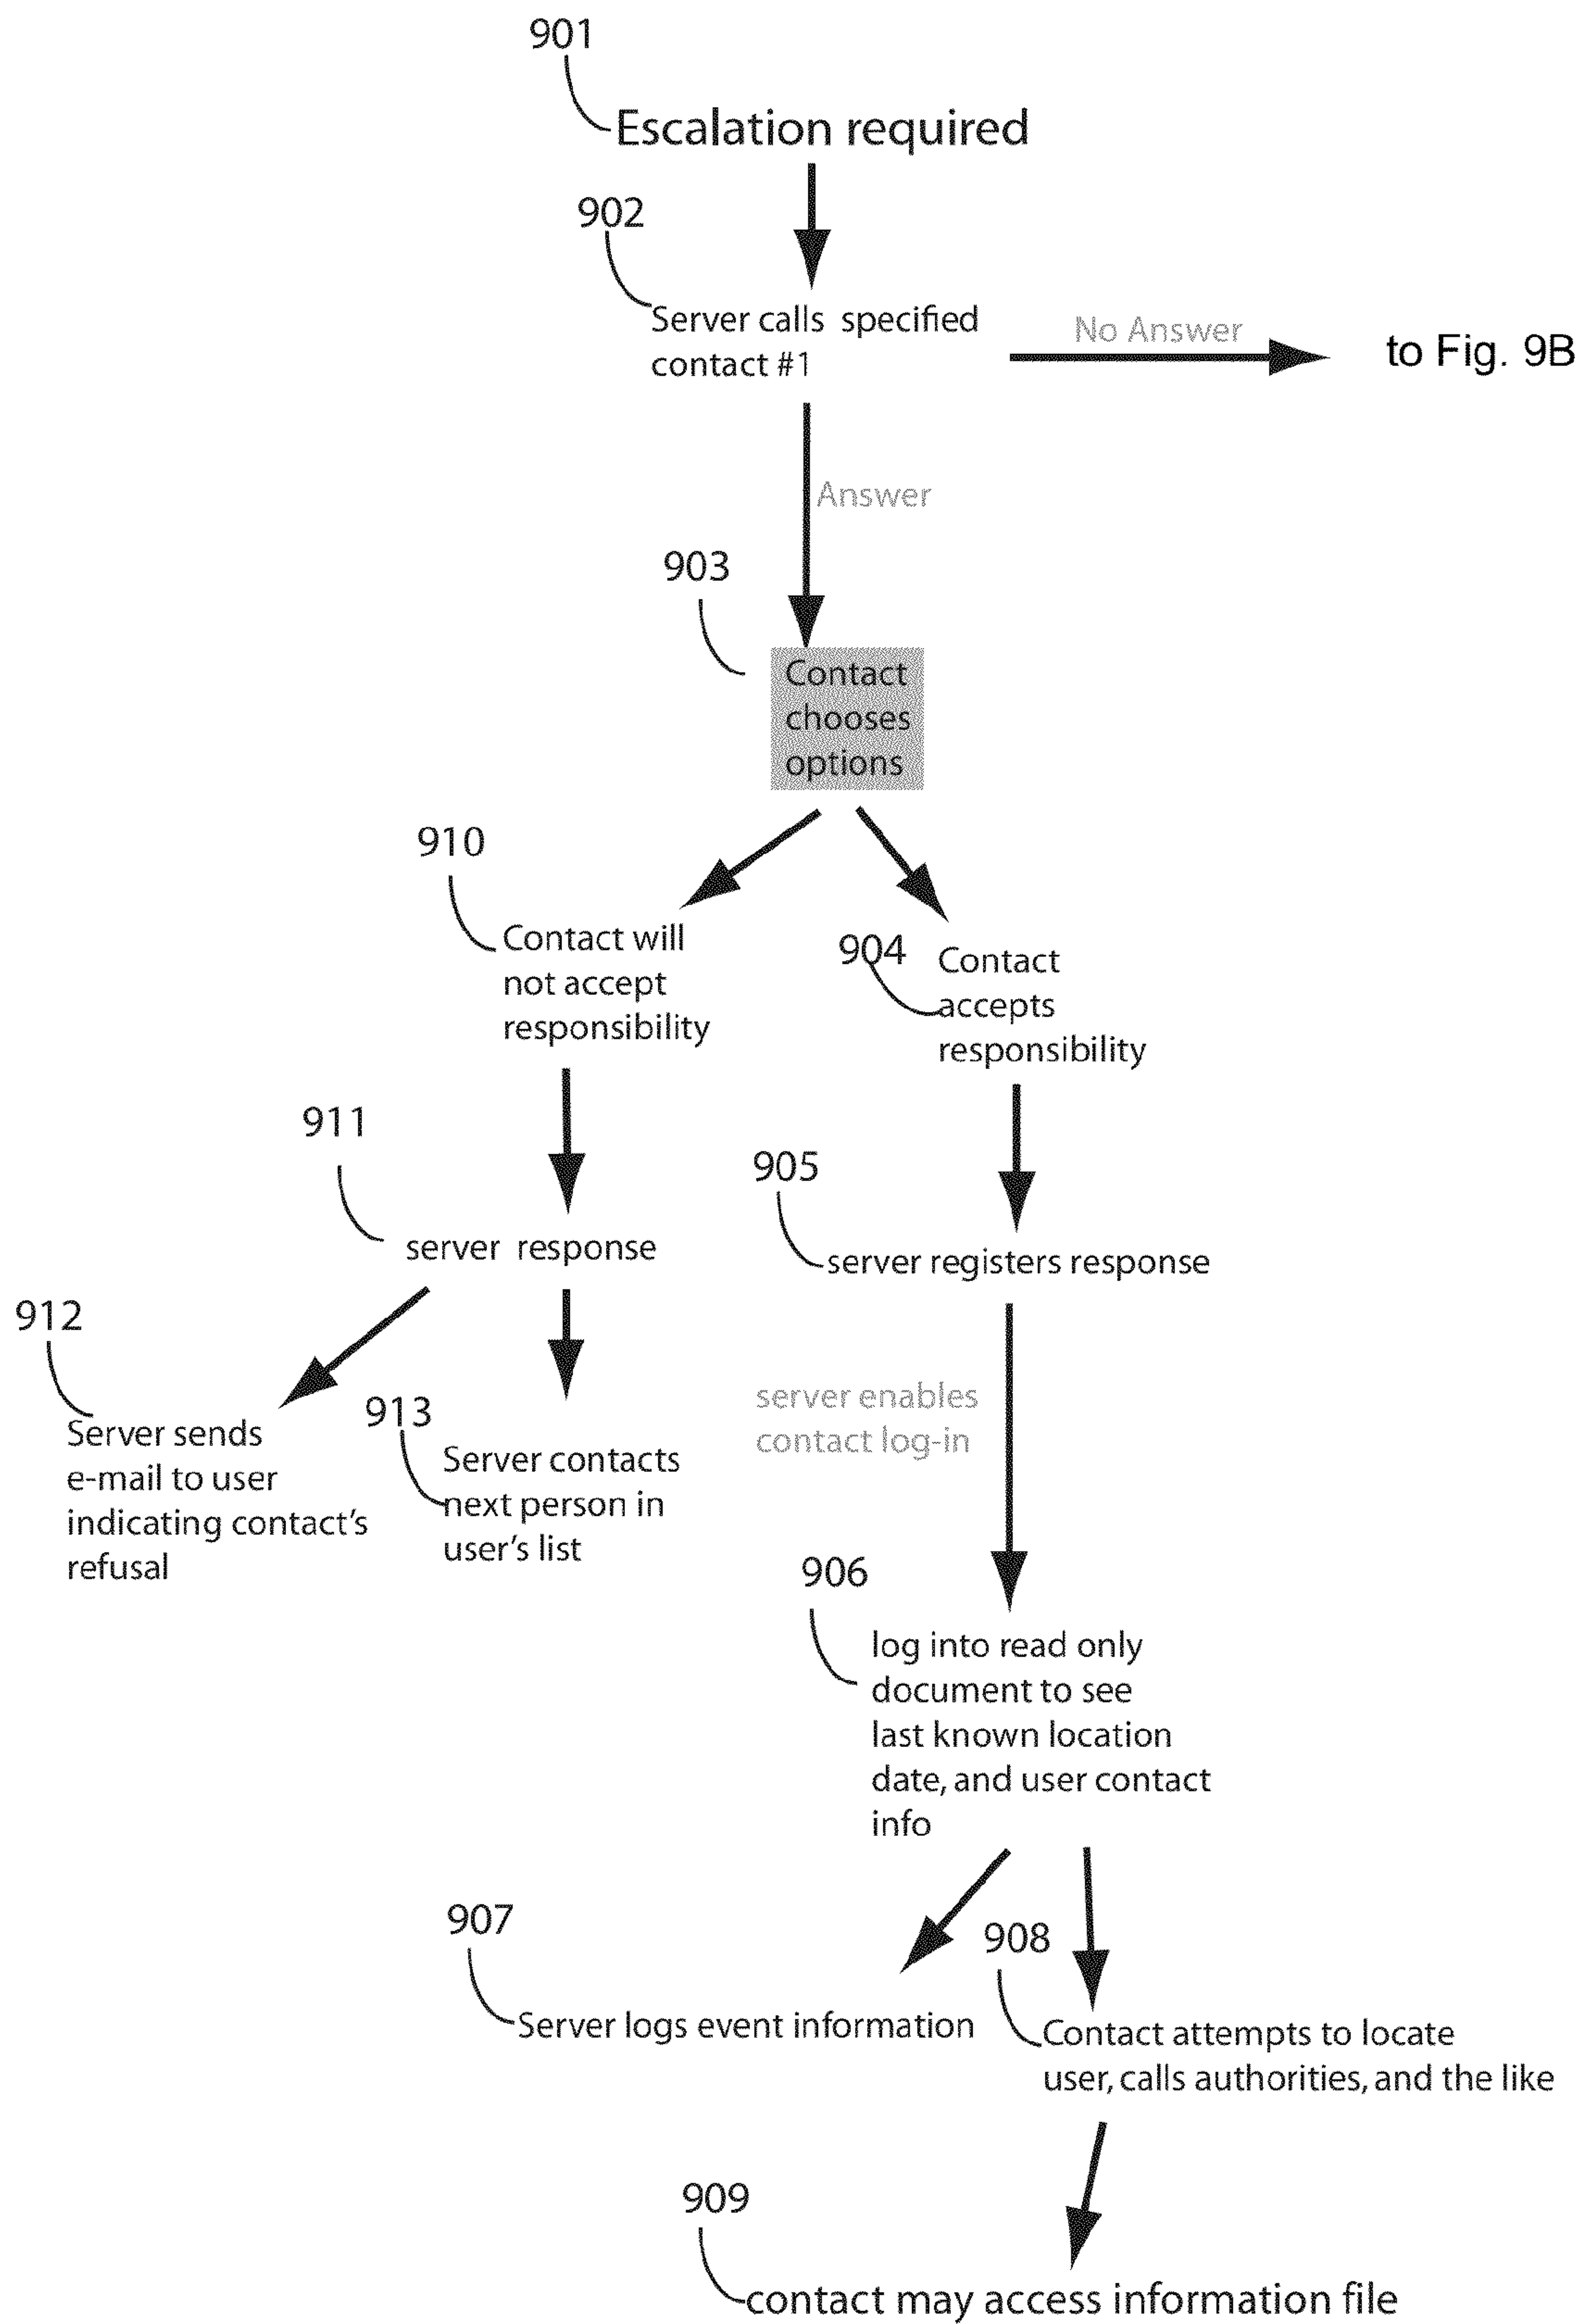 901
Escalation required
902
Server calls specified
contact #1
No Answer
to Fig. 9B
Answer
903
Contact
chooses
options
910
Contact will
not accept
responsibility
904
Contact
accepts
responsibility
911
server response
905
server registers response
912
Server sends
e-mail to user
indicating contact's
refusal
913
Server contacts
next person in
user's list
server enables
contact log-in
906
log into read only
document to see
last known location
date, and user contact
info
907
Server logs event information
908
Contact attempts to locate
user, calls authorities, and the like
909
contact may access information file